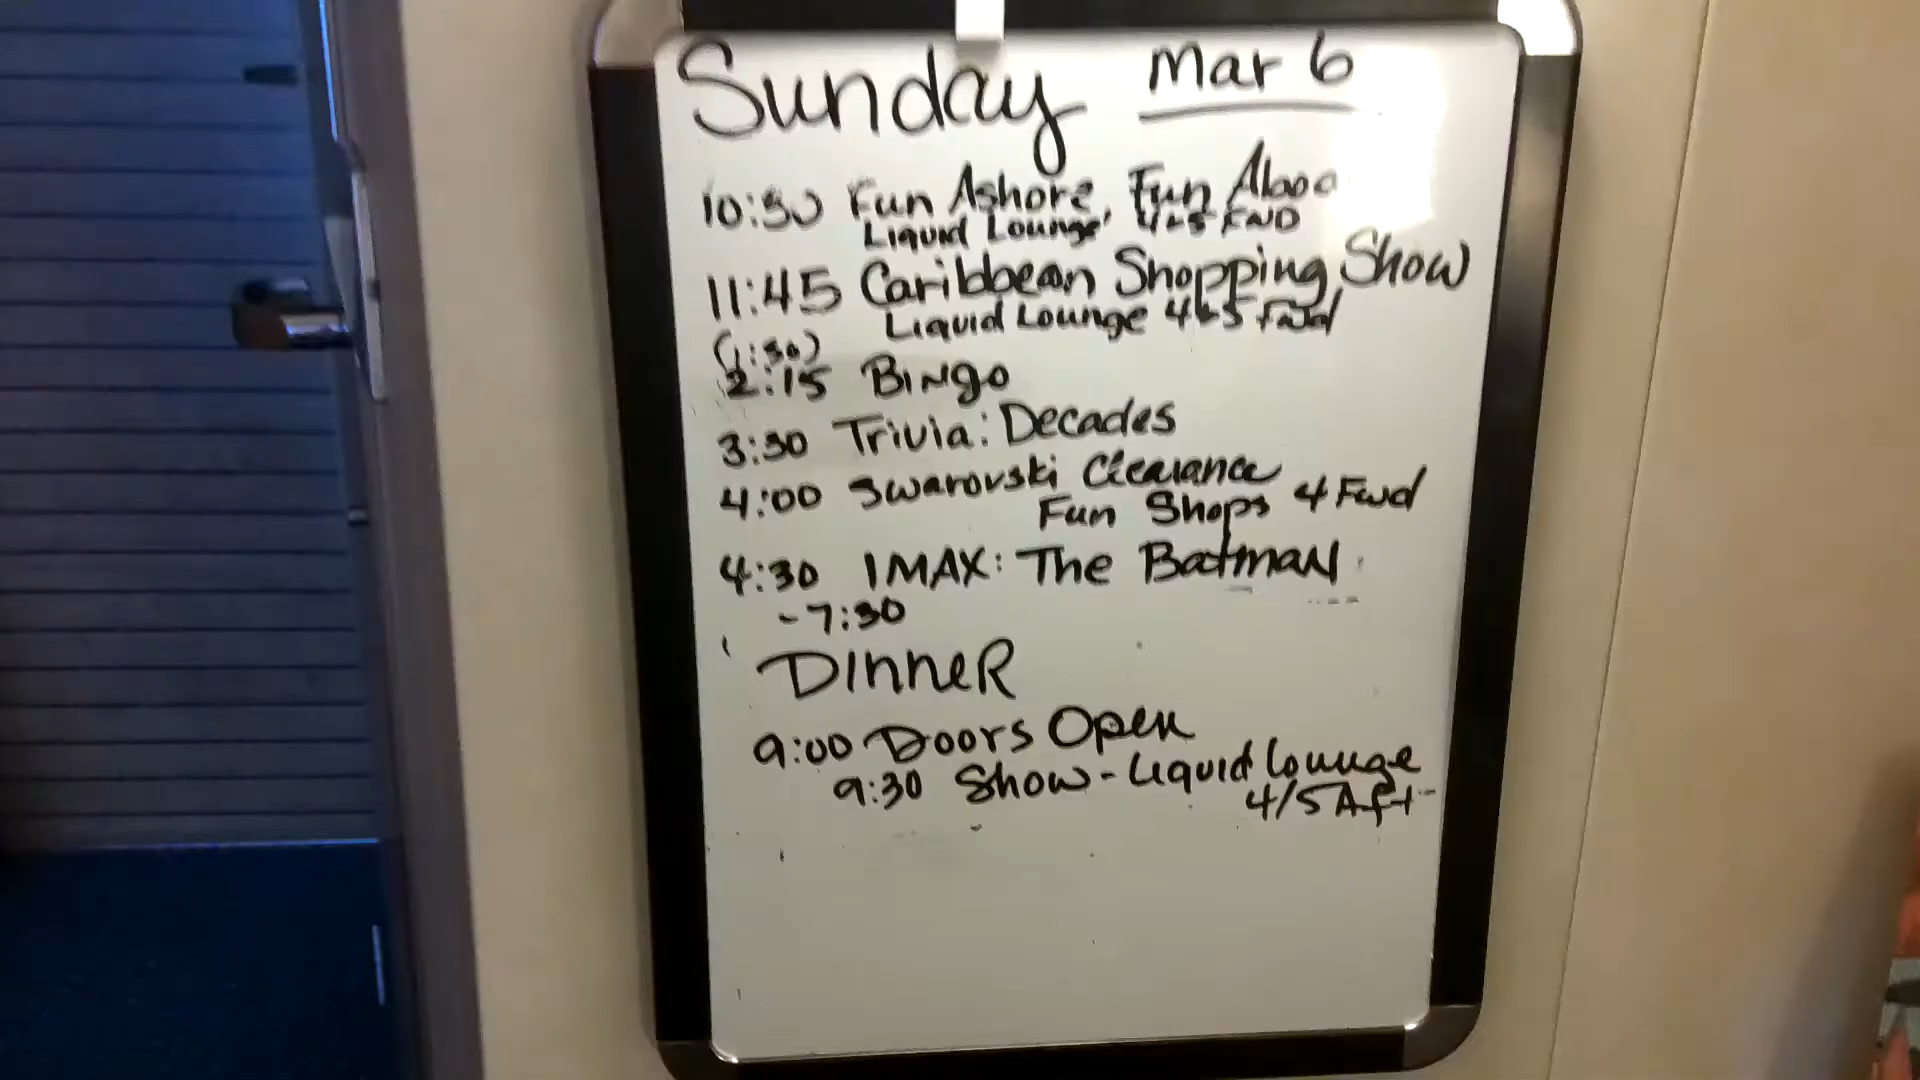 Sunday Mar 6
10:30 Fun Ashore, Fun Aboa
Liquid Lounge, 4+5 FWD
11:45 Caribbean Shopping Show
Liquid Lounge 4+5 Fwd
(1:30)
2:15 Bingo
3:30 Trivia: Decades
4:00 Swarovski Clearance
Fun Shops 4 Fwd
4:30 IMAX: The Batman
-7:30
Dinner
9:00 Doors Open
9:30 Show - Liquid Lounge
4/5 Aft